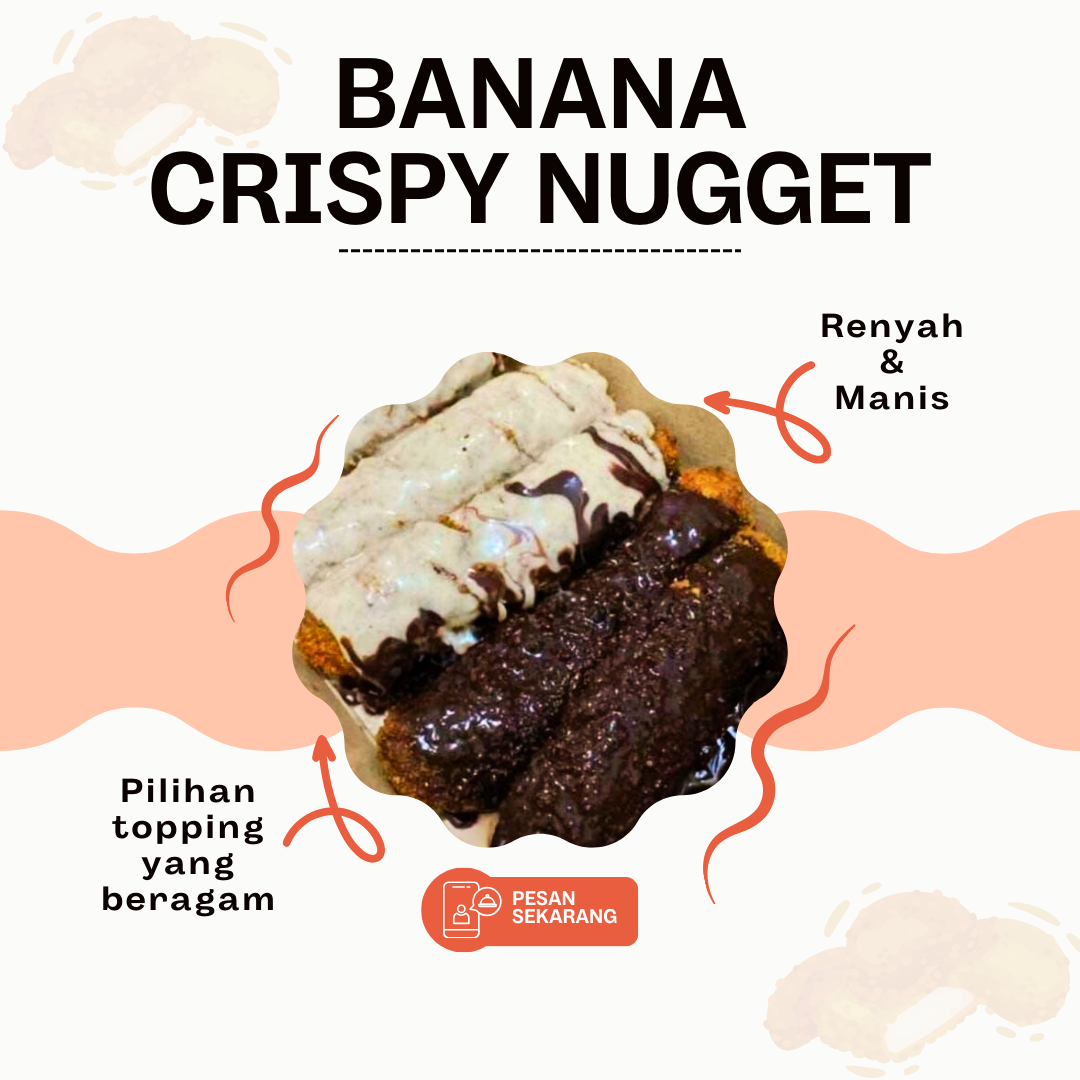 BANANA
CRISPY NUGGET
Renyah
&
Manis
Pilihan
topping
yang
beragam
PESAN
SEKARANG